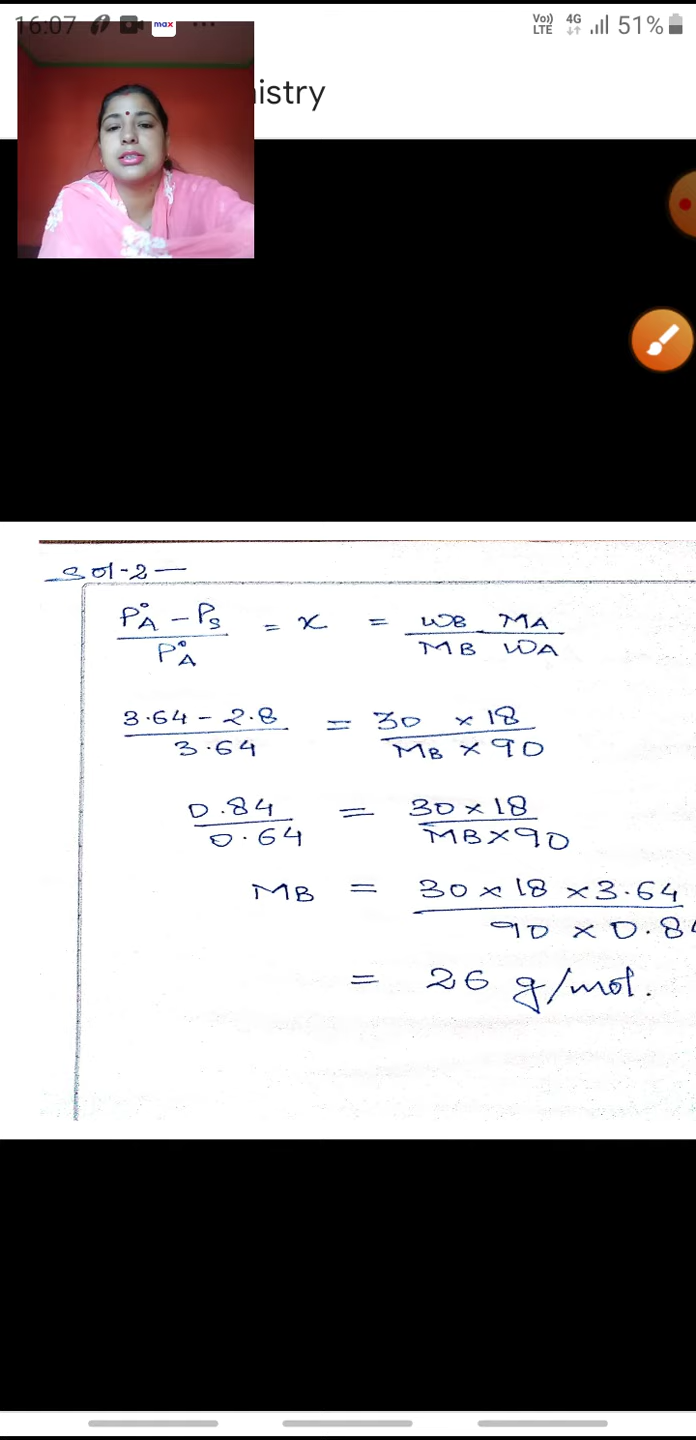 16:07 max ... Vo)) LTE 4G 51%
istry
Sol-2—
P°A - Ps / P°A = x = WB MA / MB WA
3.64 - 2.8 / 3.64 = 30 × 18 / MB × 90
0.84 / 0.64 = 30 × 18 / MB × 90
MB = 30 × 18 × 3.64 / 90 × 0.84
= 26 g/mol.